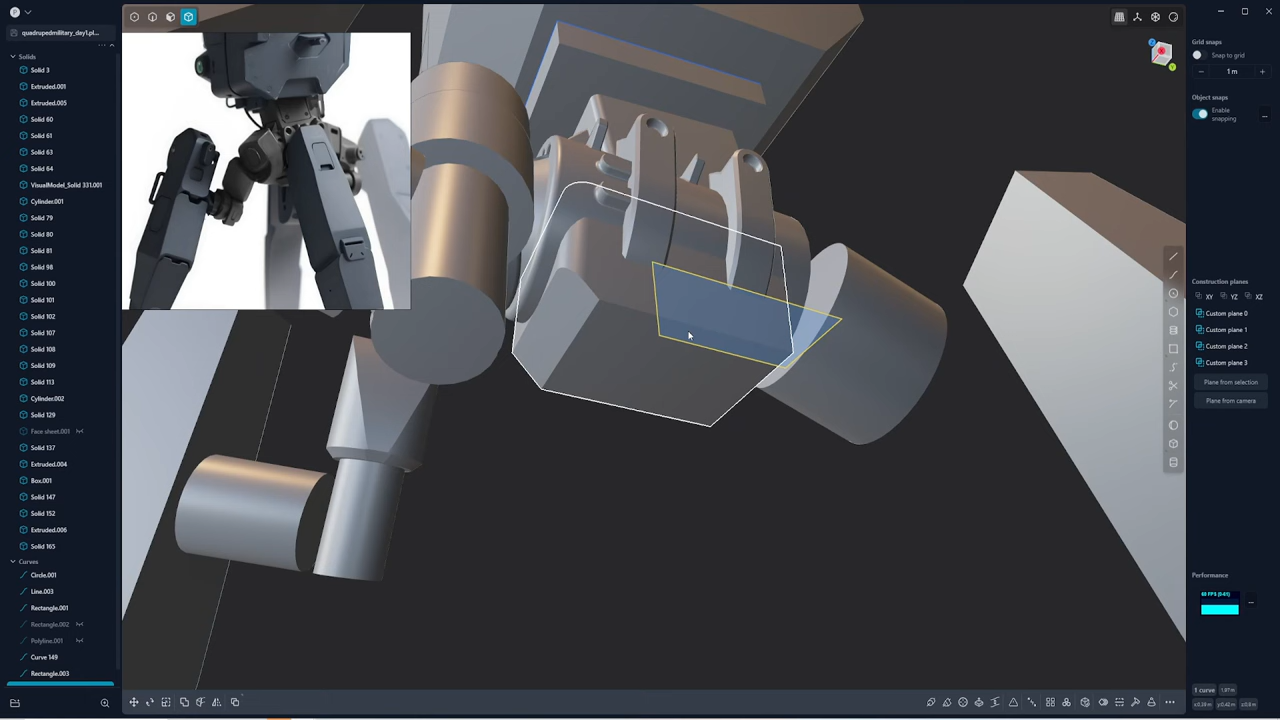 quadrupedmilitary_day1.pl...
Solids
Solid 3
Extruded.001
Extruded.005
Solid 60
Solid 61
Solid 63
Solid 64
VisualModel_Solid 331.001
Cylinder.001
Solid 79
Solid 80
Solid 81
Solid 98
Solid 100
Solid 101
Solid 102
Solid 107
Solid 108
Solid 109
Solid 113
Cylinder.002
Solid 129
Face sheet.001
Solid 137
Extruded.004
Box.001
Solid 147
Solid 152
Extruded.006
Solid 165
Curves
Circle.001
Line.003
Rectangle.001
Rectangle.002
Polyline.001
Curve 149
Rectangle.003
Grid snaps
Snap to grid
1 m
Object snaps
Enable snapping
Construction planes
XY YZ XZ
Custom plane 0
Custom plane 1
Custom plane 2
Custom plane 3
Plane from selection
Plane from camera
Performance
1 curve